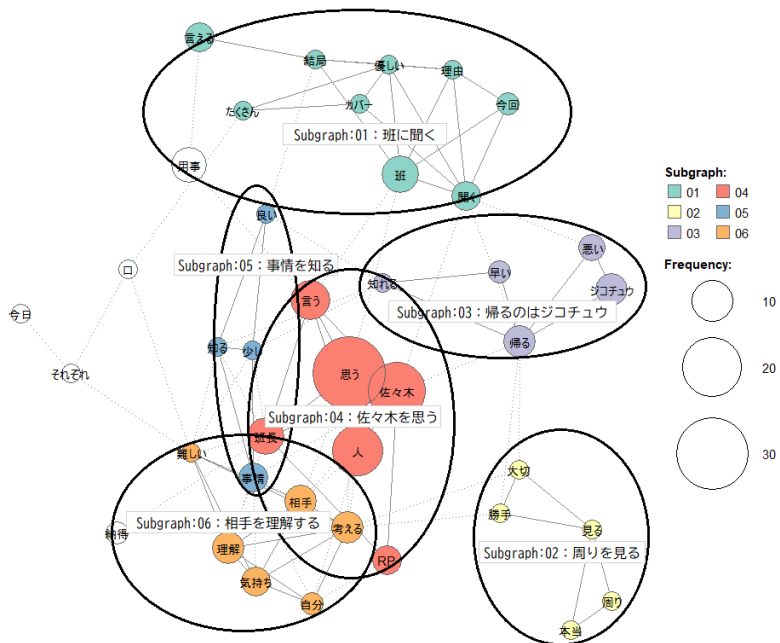 言える
結局
優しい
理由
たくさん
カバー
今回
Subgraph:01：班に聞く
用事
班
聞く
良い
Subgraph:05：事情を知る
口
知れる
早い
悪い
ジコチュウ
Subgraph:03：帰るのはジコチュウ
帰る
今日
それぞれ
言う
知る
少し
思う
佐々木
Subgraph:04：佐々木を思う
班長
人
難しい
事情
相手
納得
Subgraph:06：相手を理解する
考える
理解
RP
気持ち
自分
大切
勝手
見る
Subgraph:02：周りを見る
周り
本当
Subgraph:
01 04
02 05
03 06
Frequency:
10
20
30